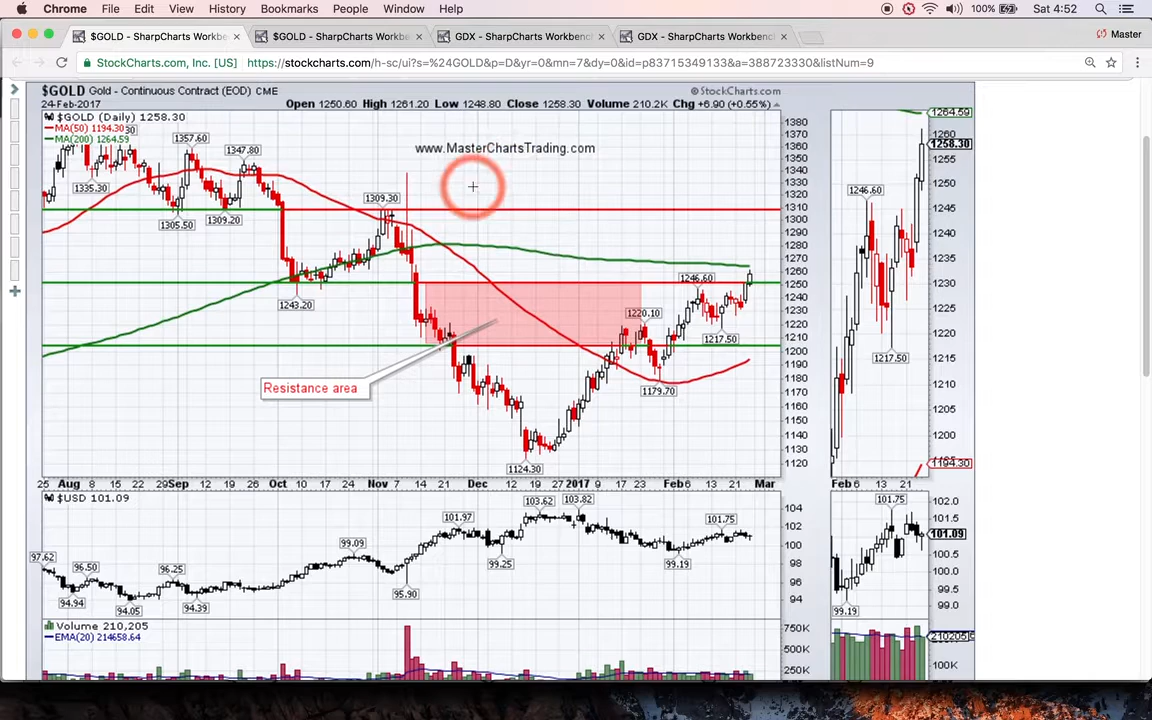 Chrome File Edit View History Bookmarks People Window Help 100% Sat 4:52
$GOLD - SharpCharts Workbe $GOLD - SharpCharts Workbe GDX - SharpCharts Workbench GDX - SharpCharts Workbench Master
StockCharts.com, Inc. [US] https://stockcharts.com/h-sc/ui?s=%24GOLD&p=D&yr=0&mn=7&dy=0&id=p83715349133&a=388723330&listNum=9
$GOLD Gold - Continuous Contract (EOD) CME © StockCharts.com
24-Feb-2017 Open 1250.60 High 1261.20 Low 1248.80 Close 1258.30 Volume 210.2K Chg +6.90 (+0.55%)
$GOLD (Daily) 1258.30
MA(50) 1194.30
MA(200) 1264.59
www.MasterChartsTrading.com
1335.30 1357.60 1305.50 1309.20 1347.80 1243.20 1309.30 1124.30 1220.10 1179.70 1246.60 1217.50
Resistance area
1380
1370
1360
1350
1340
1330
1320
1310
1300
1290
1280
1270
1260
1250
1240
1230
1220
1210
1200
1190
1180
1170
1160
1150
1140
1130
1120
1264.59
1260
1258.30
1255
1250
1245
1240
1235
1230
1225
1220
1215
1210
1205
1200
1194.30
1246.60
1217.50
25 Aug 8 15 22 29 Sep 12 19 26 Oct 10 17 24 Nov 7 14 21 Dec 12 19 27 2017 9 17 23 Feb 6 14 21 Mar
Feb 6 13 21
$USD 101.09
97.62 96.50 94.94 94.05 96.25 94.39 99.09 95.90 101.97 99.25 103.62 103.82 99.19 101.75
104
102
100
98
96
94
101.75
99.19
102.0
101.5
101.09
100.5
100.0
99.5
99.0
Volume 210,205
EMA(20) 214658.64
750K
500K
250K
210205
100K